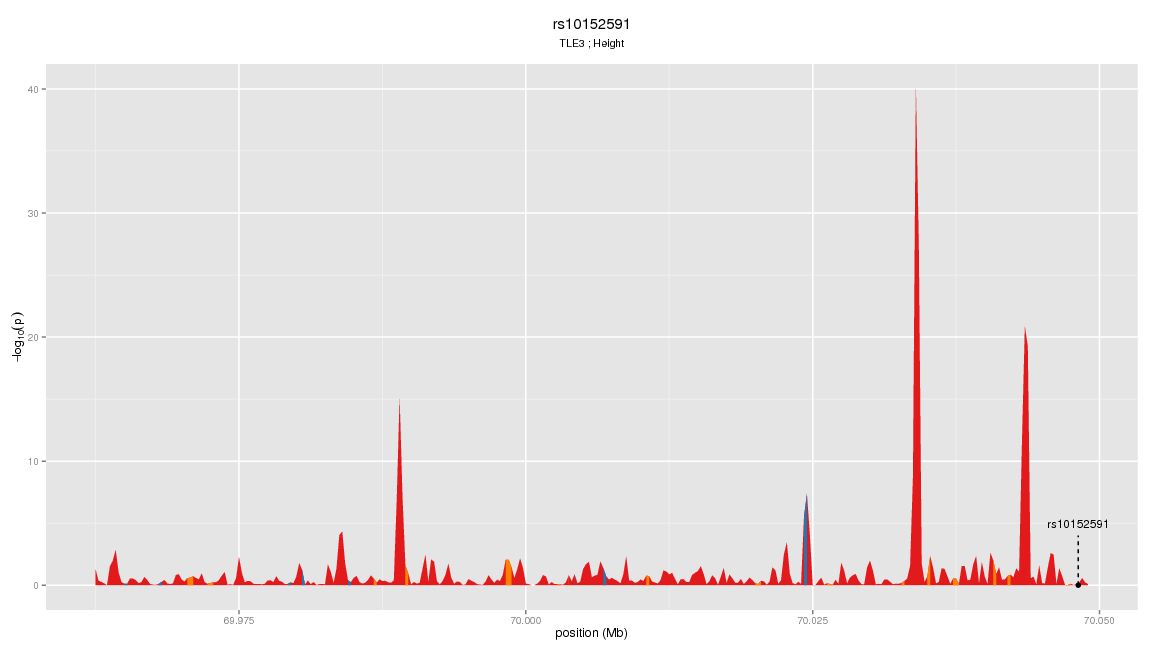 rs10152591
TLE3 ; Height
40
30
20
10
0
−log10(p)
rs10152591
69.975
70.000
70.025
70.050
position (Mb)